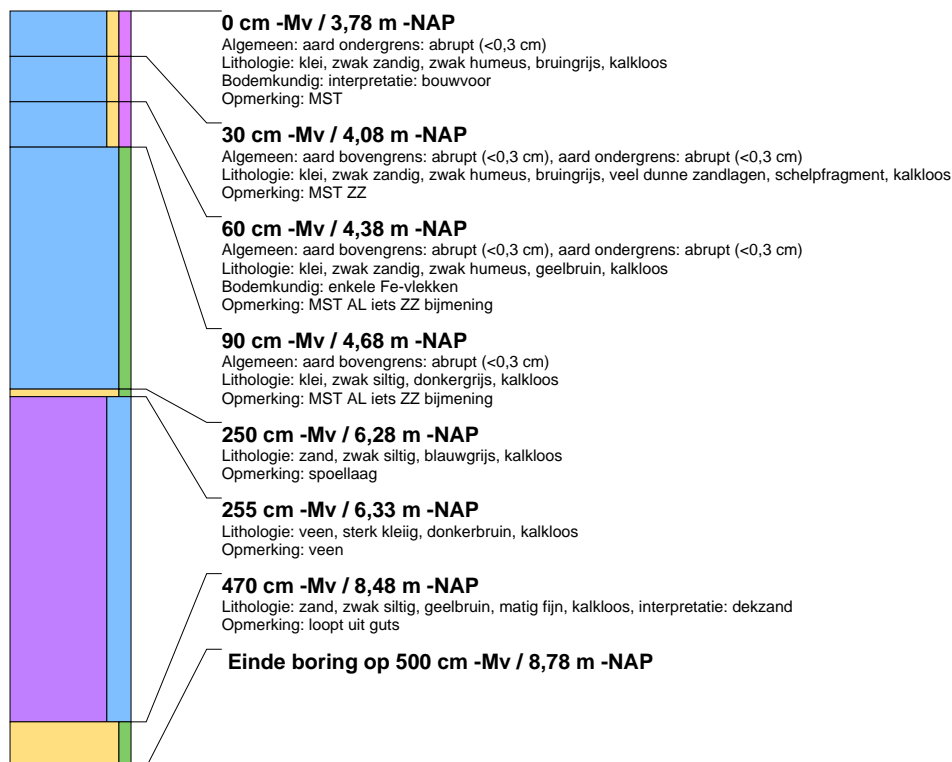 0 cm -Mv / 3,78 m -NAP
Algemeen: aard ondergrens: abrupt (<0,3 cm)
Lithologie: klei, zwak zandig, zwak humeus, bruingrijs, kalkloos
Bodemkundig: interpretatie: bouwvoor
Opmerking: MST
30 cm -Mv / 4,08 m -NAP
Algemeen: aard bovengrens: abrupt (<0,3 cm), aard ondergrens: abrupt (<0,3 cm)
Lithologie: klei, zwak zandig, zwak humeus, bruingrijs, veel dunne zandlagen, schelpfragment, kalkloos
Opmerking: MST ZZ
60 cm -Mv / 4,38 m -NAP
Algemeen: aard bovengrens: abrupt (<0,3 cm), aard ondergrens: abrupt (<0,3 cm)
Lithologie: klei, zwak zandig, zwak humeus, geelbruin, kalkloos
Bodemkundig: enkele Fe-vlekken
Opmerking: MST AL iets ZZ bijmening
90 cm -Mv / 4,68 m -NAP
Algemeen: aard bovengrens: abrupt (<0,3 cm)
Lithologie: klei, zwak siltig, donkergrijs, kalkloos
Opmerking: MST AL iets ZZ bijmening
250 cm -Mv / 6,28 m -NAP
Lithologie: zand, zwak siltig, blauwgrijs, kalkloos
Opmerking: spoellaag
255 cm -Mv / 6,33 m -NAP
Lithologie: veen, sterk kleiig, donkerbruin, kalkloos
Opmerking: veen
470 cm -Mv / 8,48 m -NAP
Lithologie: zand, zwak siltig, geelbruin, matig fijn, kalkloos, interpretatie: dekzand
Opmerking: loopt uit guts
Einde boring op 500 cm -Mv / 8,78 m -NAP